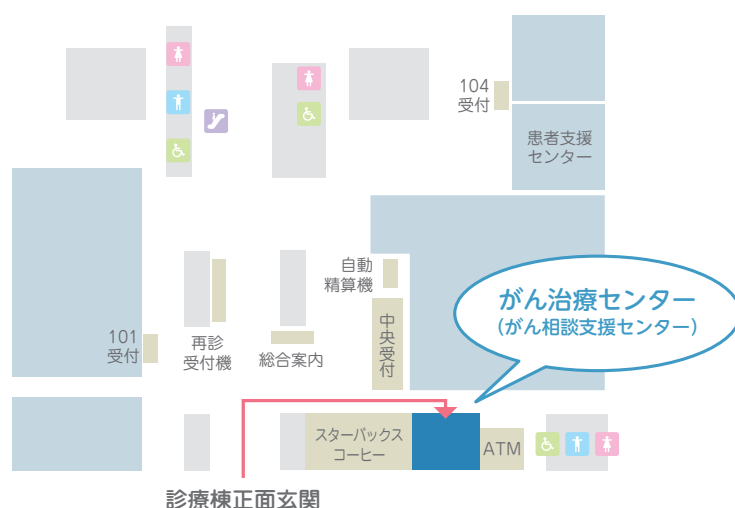 104
受付
患者支援
センター
自動
精算機
がん治療センター
（がん相談支援センター）
中央受付
101
受付
再診
受付機
総合案内
スターバックス
コーヒー
ATM
診療棟正面玄関